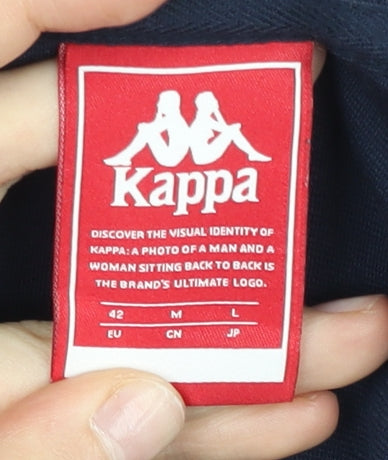 Kappa
DISCOVER THE VISUAL IDENTITY OF
KAPPA: A PHOTO OF A MAN AND A
WOMAN SITTING BACK TO BACK IS
THE BRAND'S ULTIMATE LOGO.
42 M L
EU CN JP